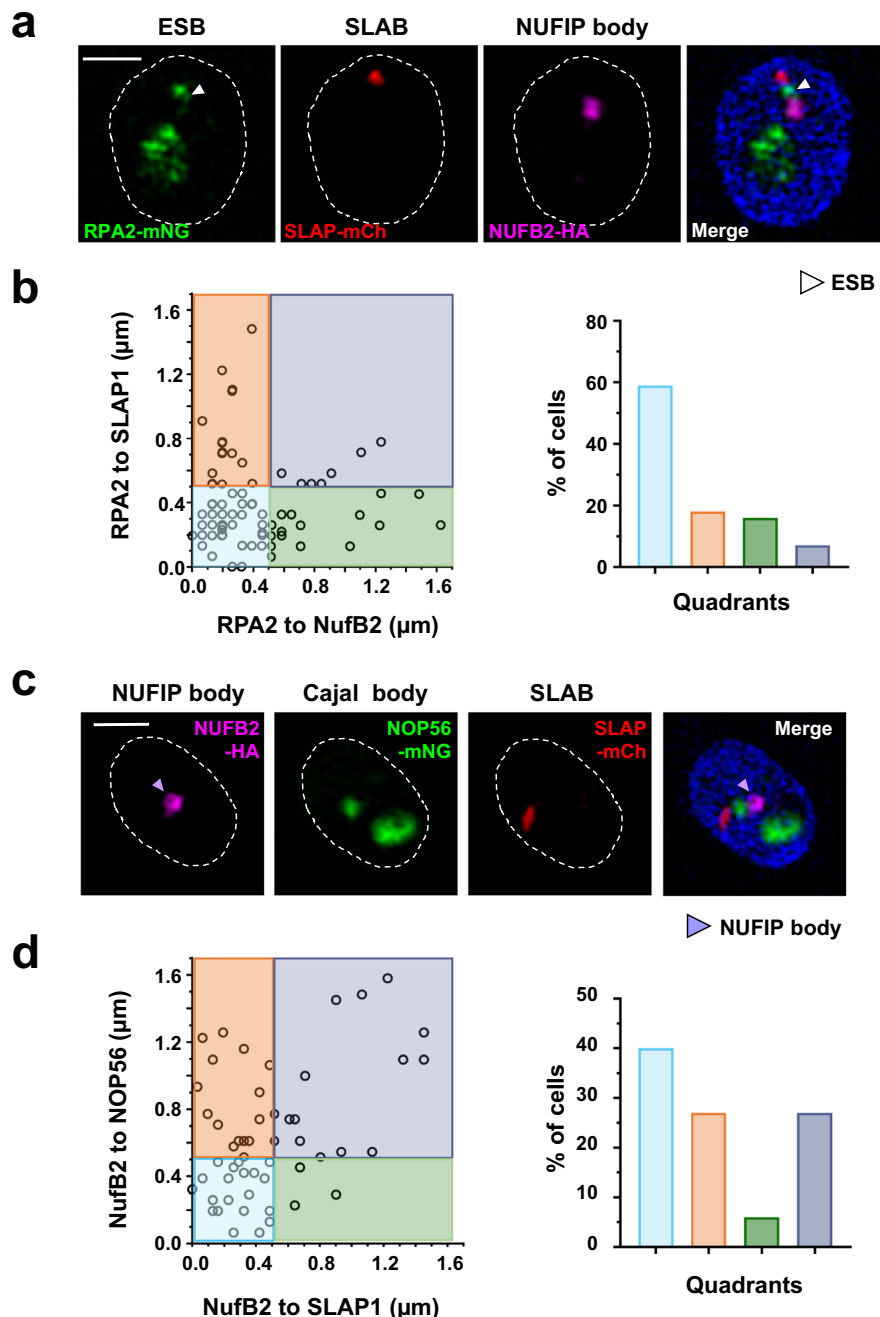 a
ESB
SLAB
NUFIP body
RPA2-mNG
SLAP-mCh
NUFB2-HA
Merge
ESB
b
RPA2 to SLAP1 (µm)
1.6
1.2
0.8
0.4
0.0
0.0 0.4 0.8 1.2 1.6
RPA2 to NufB2 (µm)
% of cells
80
60
40
20
0
Quadrants
c
NUFIP body
Cajal body
SLAB
NUFB2
-HA
NOP56
-mNG
SLAP
-mCh
Merge
NUFIP body
d
NufB2 to NOP56 (µm)
1.6
1.2
0.8
0.4
0.0
0.0 0.4 0.8 1.2 1.6
NufB2 to SLAP1 (µm)
% of cells
50
40
30
20
10
0
Quadrants